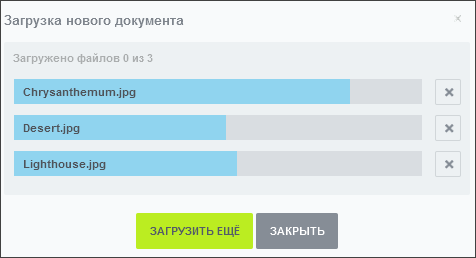 Загрузка нового документа
Загружено файлов 0 из 3
Chrysanthemum.jpg
Desert.jpg
Lighthouse.jpg
ЗАГРУЗИТЬ ЕЩЁ ЗАКРЫТЬ